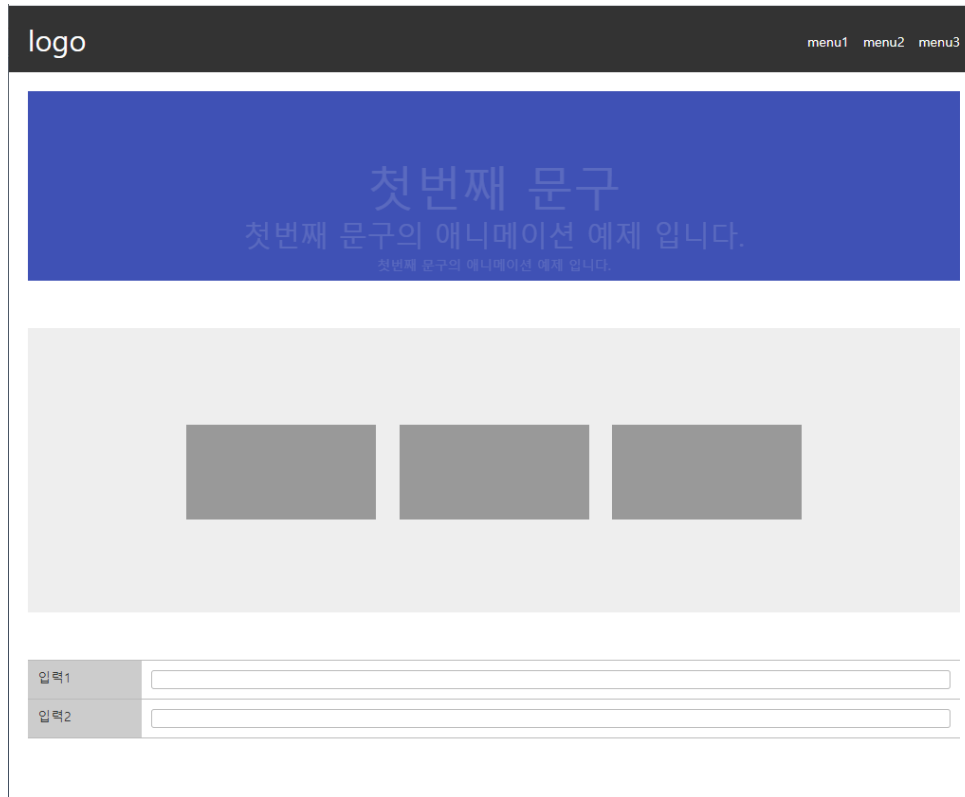 logo
menu1 menu2 menu3
첫번째 문구
첫번째 문구의 애니메이션 예제 입니다.
첫번째 문구의 애니메이션 예제 입니다.
입력1
입력2